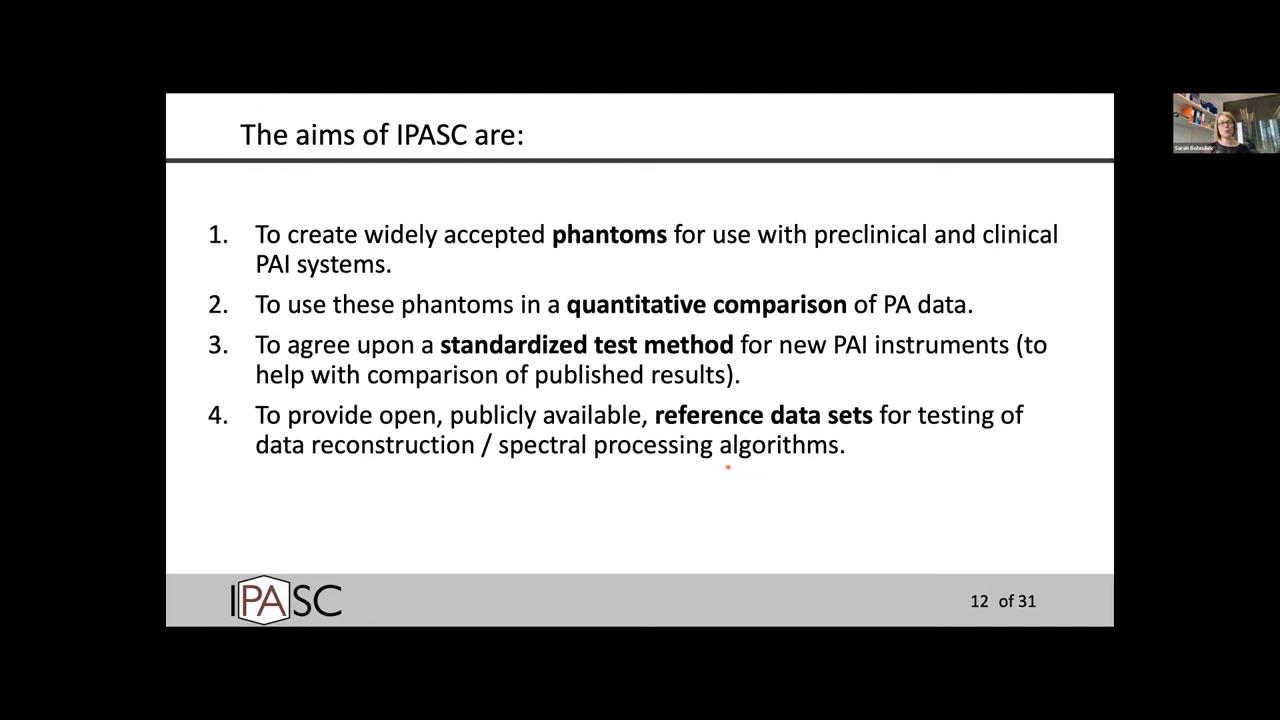 The aims of IPASC are:
1. To create widely accepted phantoms for use with preclinical and clinical
PAI systems.
2. To use these phantoms in a quantitative comparison of PA data.
3. To agree upon a standardized test method for new PAI instruments (to
help with comparison of published results).
4. To provide open, publicly available, reference data sets for testing of
data reconstruction / spectral processing algorithms.
IPASC
12 of 31
Sarah Bohndiek